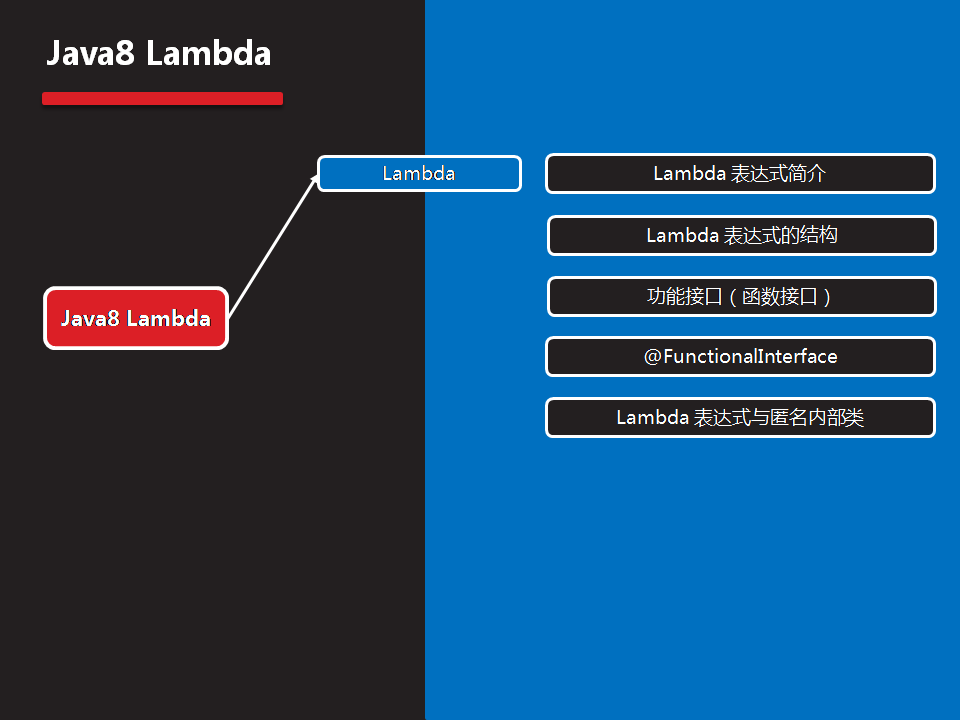 Java8 Lambda
Lambda
Lambda 表达式简介
Lambda 表达式的结构
功能接口（函数接口）
Java8 Lambda
@FunctionalInterface
Lambda 表达式与匿名内部类